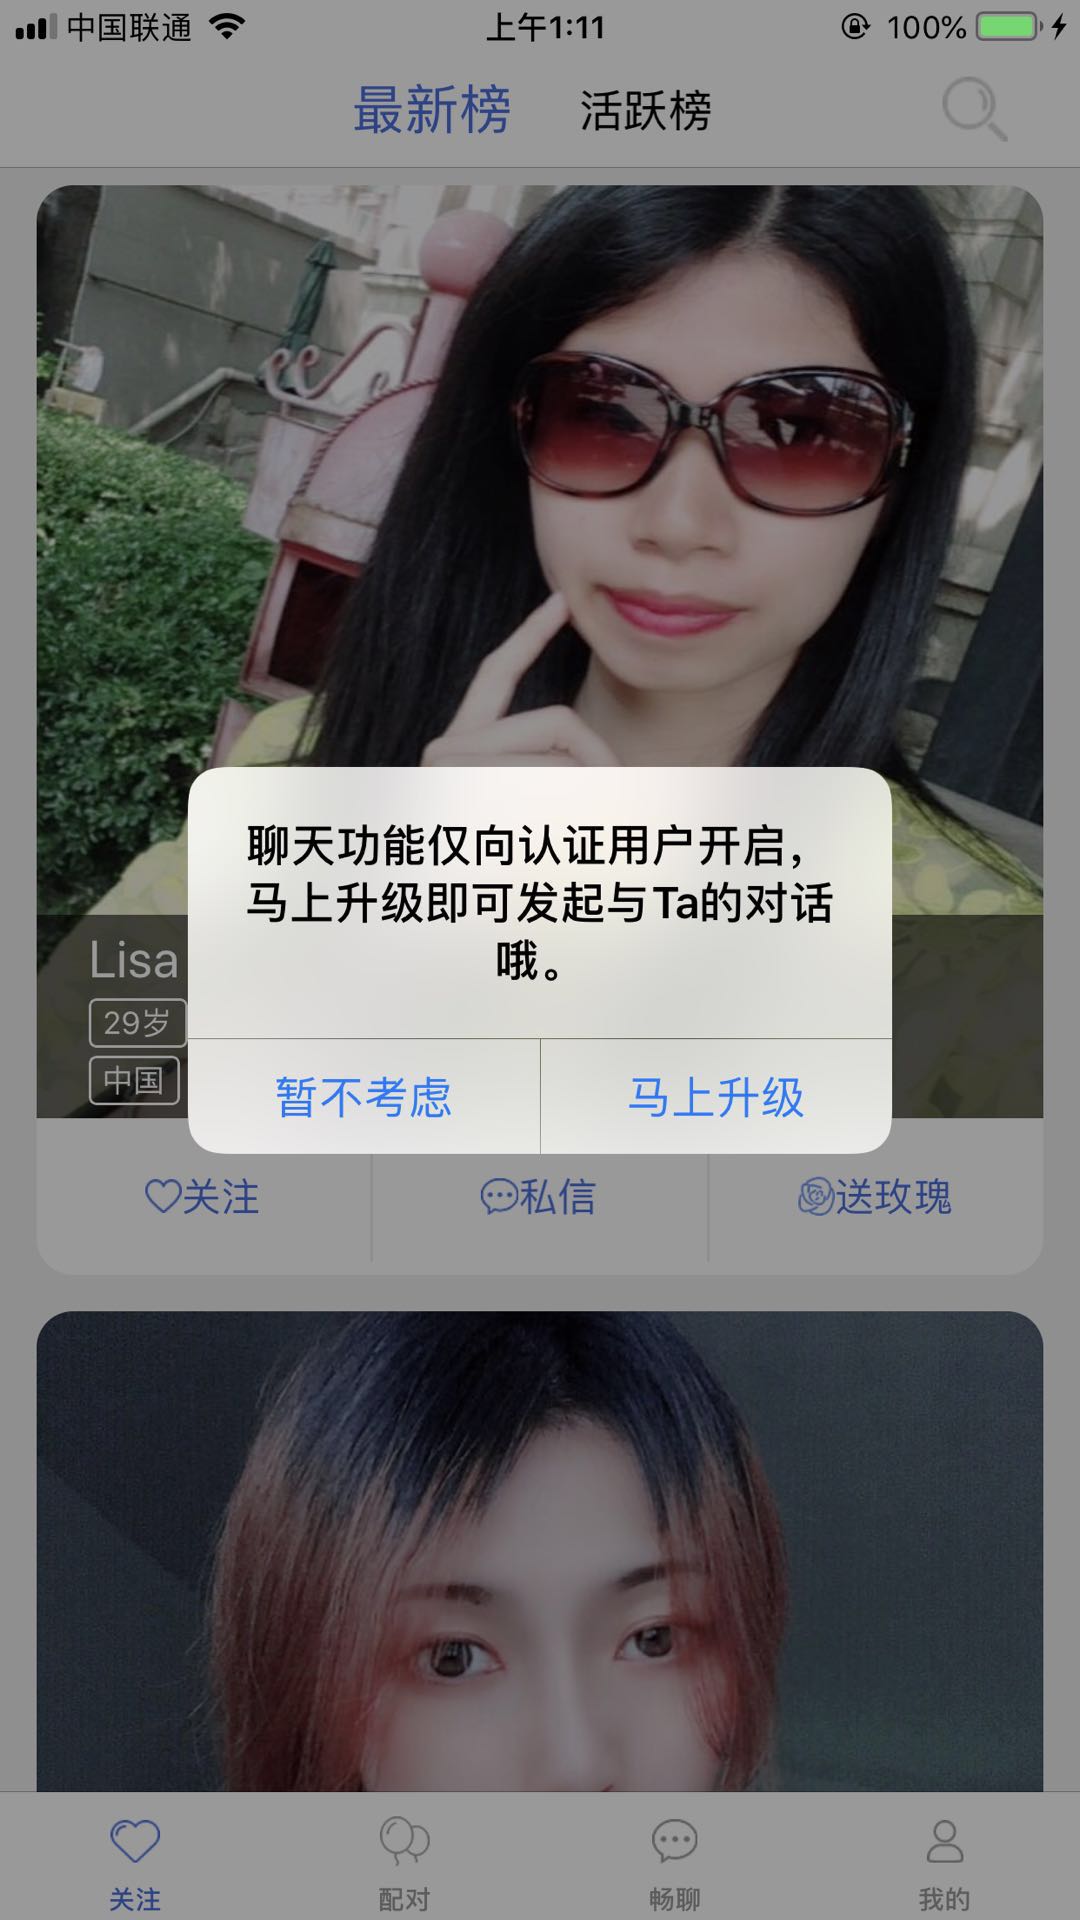 中国联通
上午1:11
100%
最新榜
活跃榜
聊天功能仅向认证用户开启，
马上升级即可发起与Ta的对话
哦。
暂不考虑
马上升级
Lisa
29岁
中国
关注
私信
送玫瑰
关注
配对
畅聊
我的